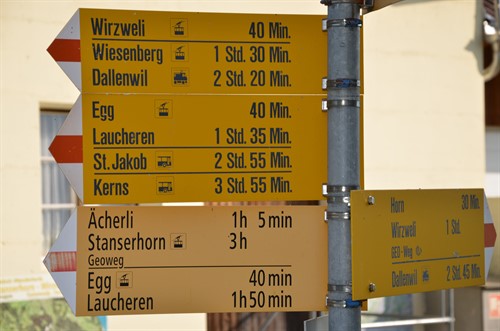 Wirzweli 40 Min.
Wiesenberg 1 Std. 30 Min.
Dallenwil 2 Std. 20 Min.
Egg 40 Min.
Laucheren 1 Std. 35 Min.
St. Jakob 2 Std. 55 Min.
Kerns 3 Std. 55 Min.
Ächerli 1h 5min
Stanserhorn 3h
Geoweg
Egg 40min
Laucheren 1h50min
Horn 30 Min.
Wirzweli 1 Std.
GEO-Weg
Dallenwil 2 Std. 45 Min.